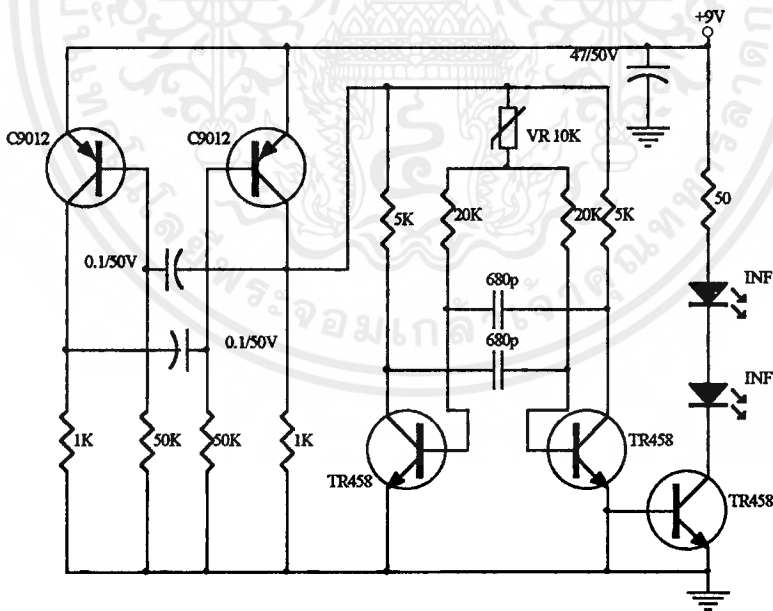 +9V
47/50V
C9012
C9012
VR 10K
5K
20K
20K
5K
50
0.1/50V
INF
680p
0.1/50V
680p
INF
1K
50K
50K
1K
TR458
TR458
TR458